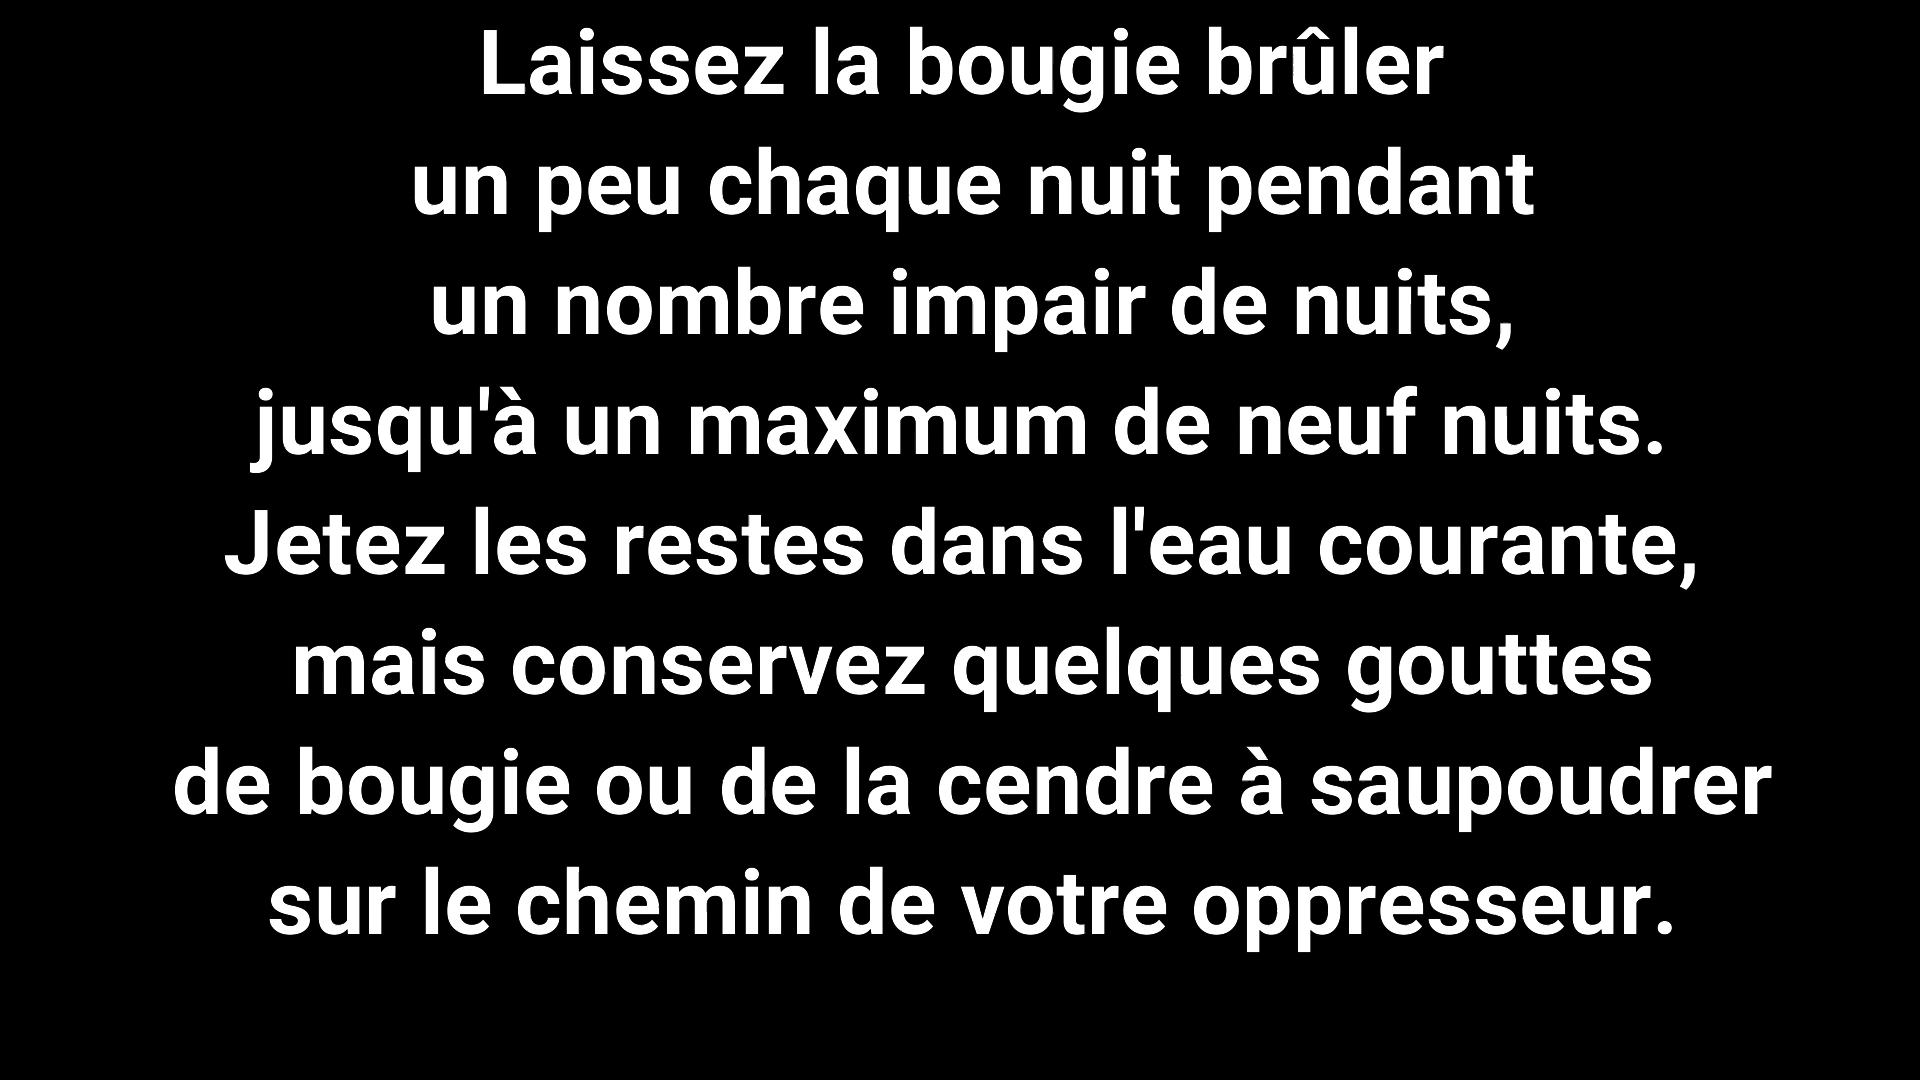 Laissez la bougie brûler
un peu chaque nuit pendant
un nombre impair de nuits,
jusqu'à un maximum de neuf nuits.
Jetez les restes dans l'eau courante,
mais conservez quelques gouttes
de bougie ou de la cendre à saupoudrer
sur le chemin de votre oppresseur.